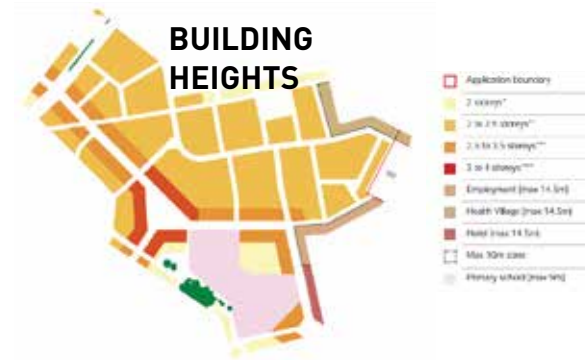 BUILDING
HEIGHTS
Application boundary
2 storeys*
2 to 2.5 storeys**
2.5 to 3.5 storeys***
3 to 4 storeys****
Employment (max 14.5m)
Health Village (max 14.5m)
Hotel (max 14.5m)
Max 10m zone
Primary school (max 9m)